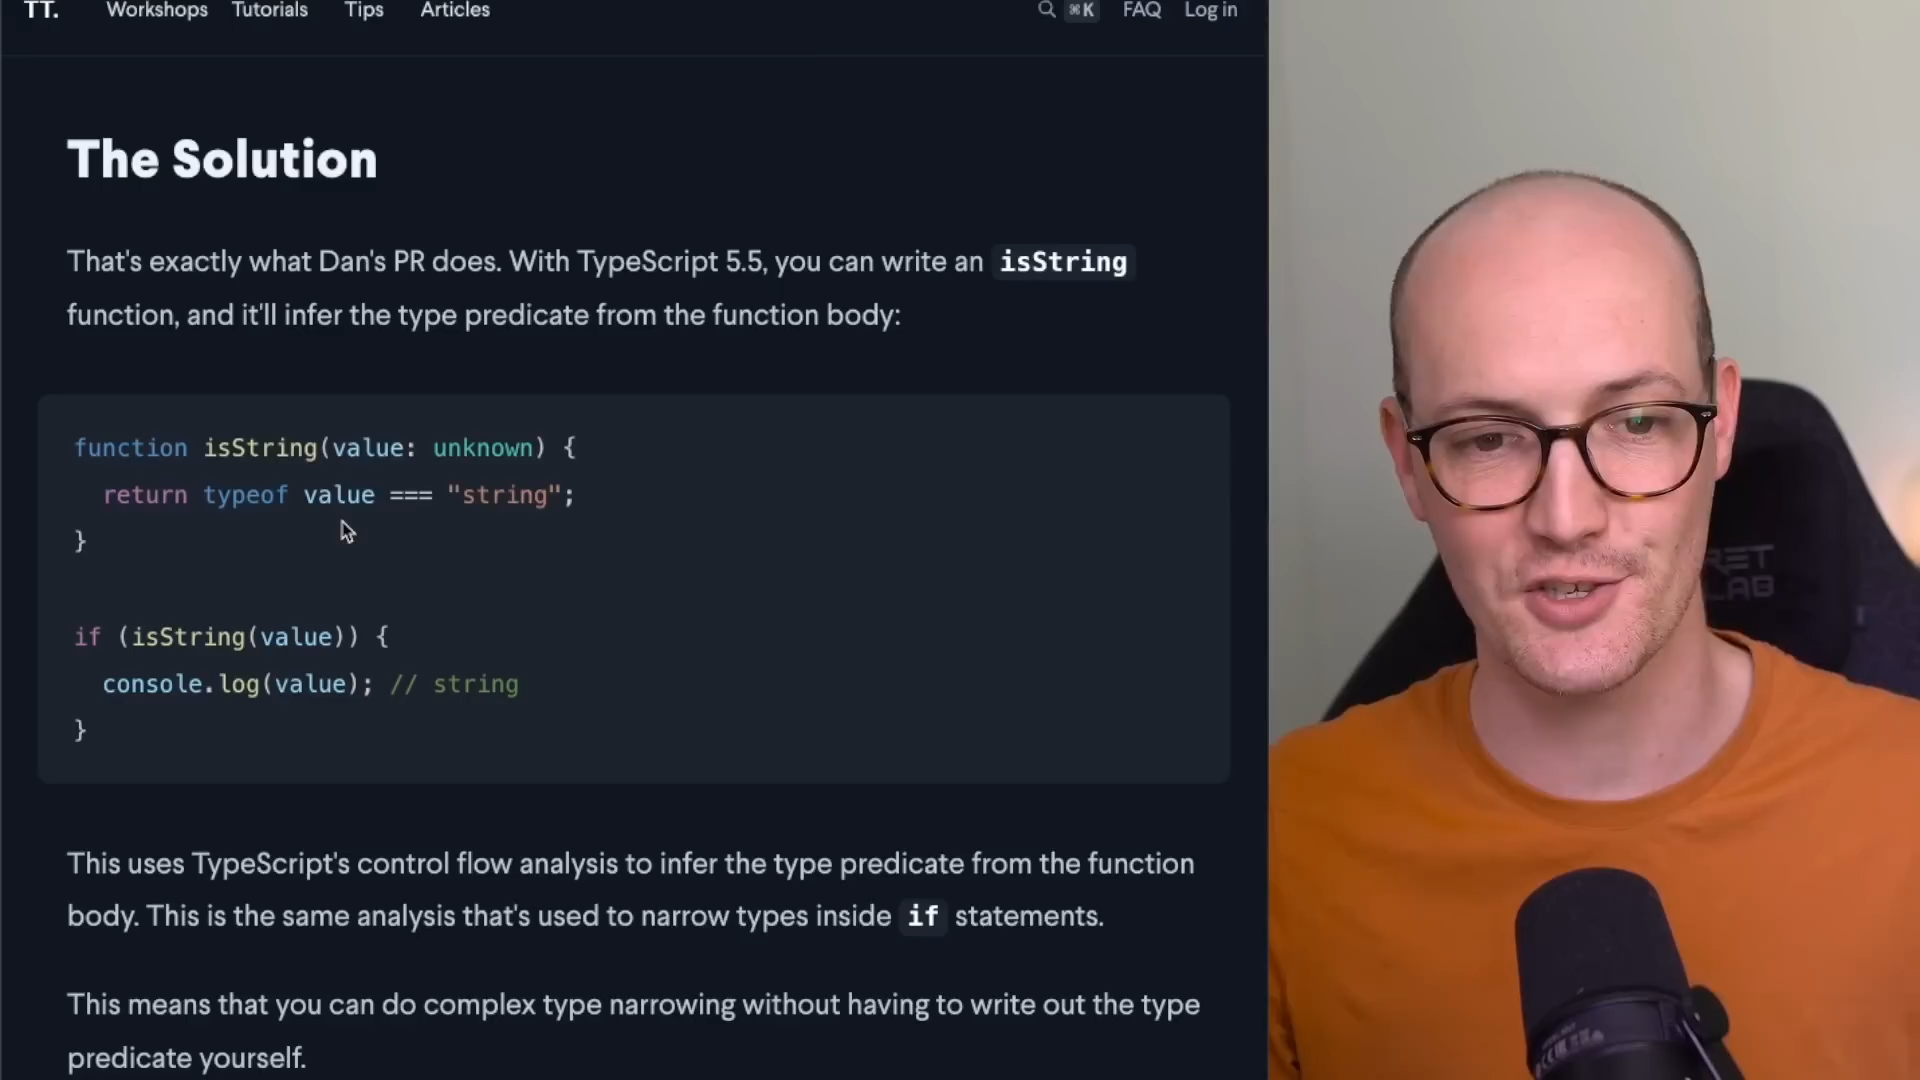 TT. Workshops Tutorials Tips Articles ⌘K FAQ Log in
The Solution
That's exactly what Dan's PR does. With TypeScript 5.5, you can write an isString
function, and it'll infer the type predicate from the function body:
function isString(value: unknown) {
return typeof value === "string";
}
if (isString(value)) {
console.log(value); // string
}
This uses TypeScript's control flow analysis to infer the type predicate from the function
body. This is the same analysis that's used to narrow types inside if statements.
This means that you can do complex type narrowing without having to write out the type
predicate yourself.
RET
LAB